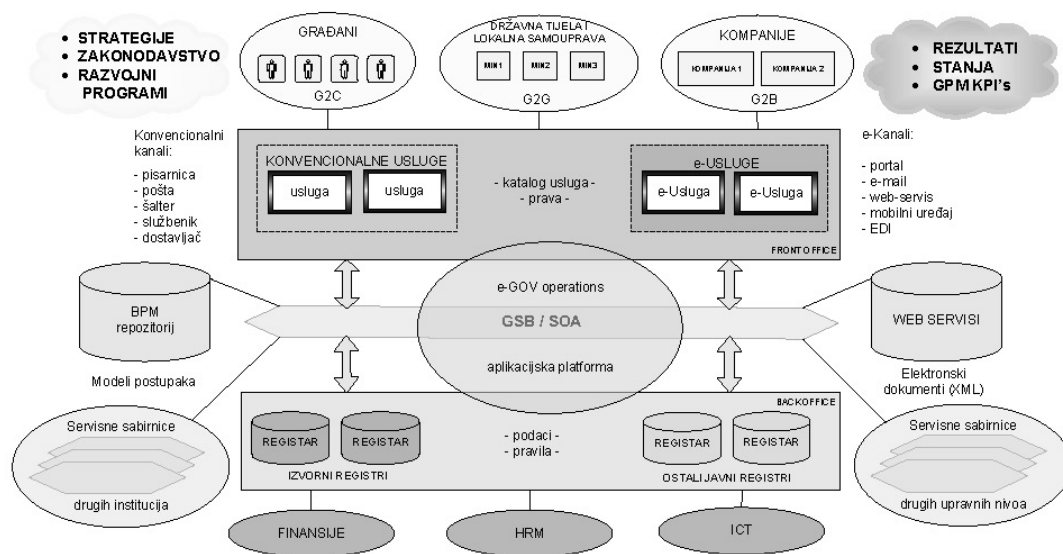 • STRATEGIJE
• ZAKONODAVSTVO
• RAZVOJNI
PROGRAMI
GRAĐANI
G2C
DRŽAVNA TIJELA I
LOKALNA SAMOUPRAVA
MIN1 MIN2 MIN3
G2G
KOMPANIJE
KOMPANIJA 1 KOMPANIJA 2
G2B
• REZULTATI
• STANJA
• GPM KPI's
Konvencionalni
kanali:
- pisarnica
- pošta
- šalter
- službenik
- dostavljač
KONVENCIONALNE USLUGE
usluga usluga
- katalog usluga -
- prava -
e-USLUGE
e-Usluga e-Usluga
FRONT OFFICE
e-Kanali:
- portal
- e-mail
- web-servis
- mobilni uređaj
- EDI
BPM
repozitorij
Modeli postupaka
e-GOV operations
GSB / SOA
aplikacijska platforma
WEB SERVISI
Elektronski
dokumenti (XML)
Servisne sabirnice
drugih institucija
BACKOFFICE
REGISTAR REGISTAR
IZVORNI REGISTRI
- podaci -
- pravila -
REGISTAR REGISTAR
OSTALI JAVNI REGISTRI
Servisne sabirnice
drugih upravnih nivoa
FINANSIJE
HRM
ICT